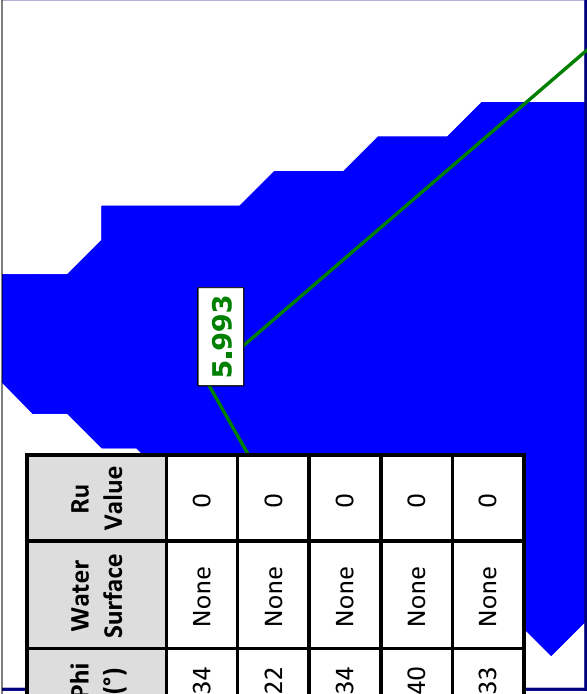 Phi (°) Water Surface Ru Value
34 None 0
22 None 0
34 None 0
40 None 0
33 None 0
5.993